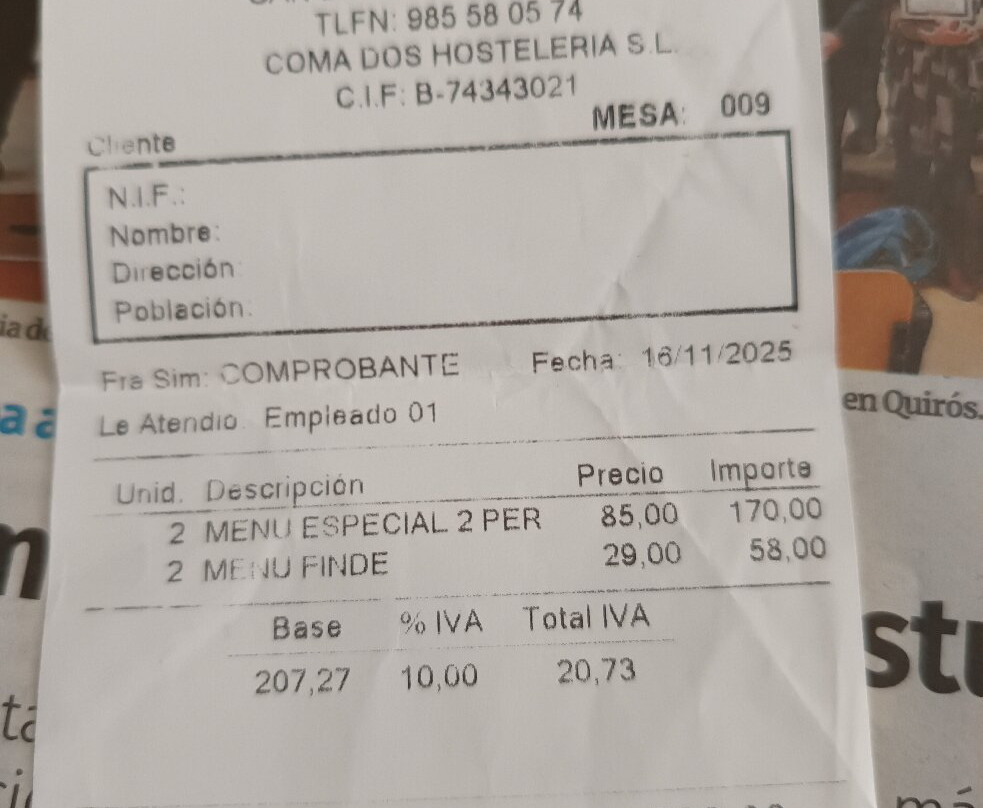 TLFN: 985 58 05 74
COMA DOS HOSTELERIA S.L.
C.I.F: B-74343021
MESA: 009
Cliente
N.I.F.:
Nombre:
Dirección:
Población:
Fra Sim: COMPROBANTE Fecha: 16/11/2025
Le Atendio: Empleado 01
Unid. Descripción Precio Importe
2 MENU ESPECIAL 2 PER 85,00 170,00
2 MENU FINDE 29,00 58,00
Base % IVA Total IVA
207,27 10,00 20,73
en Quirós.